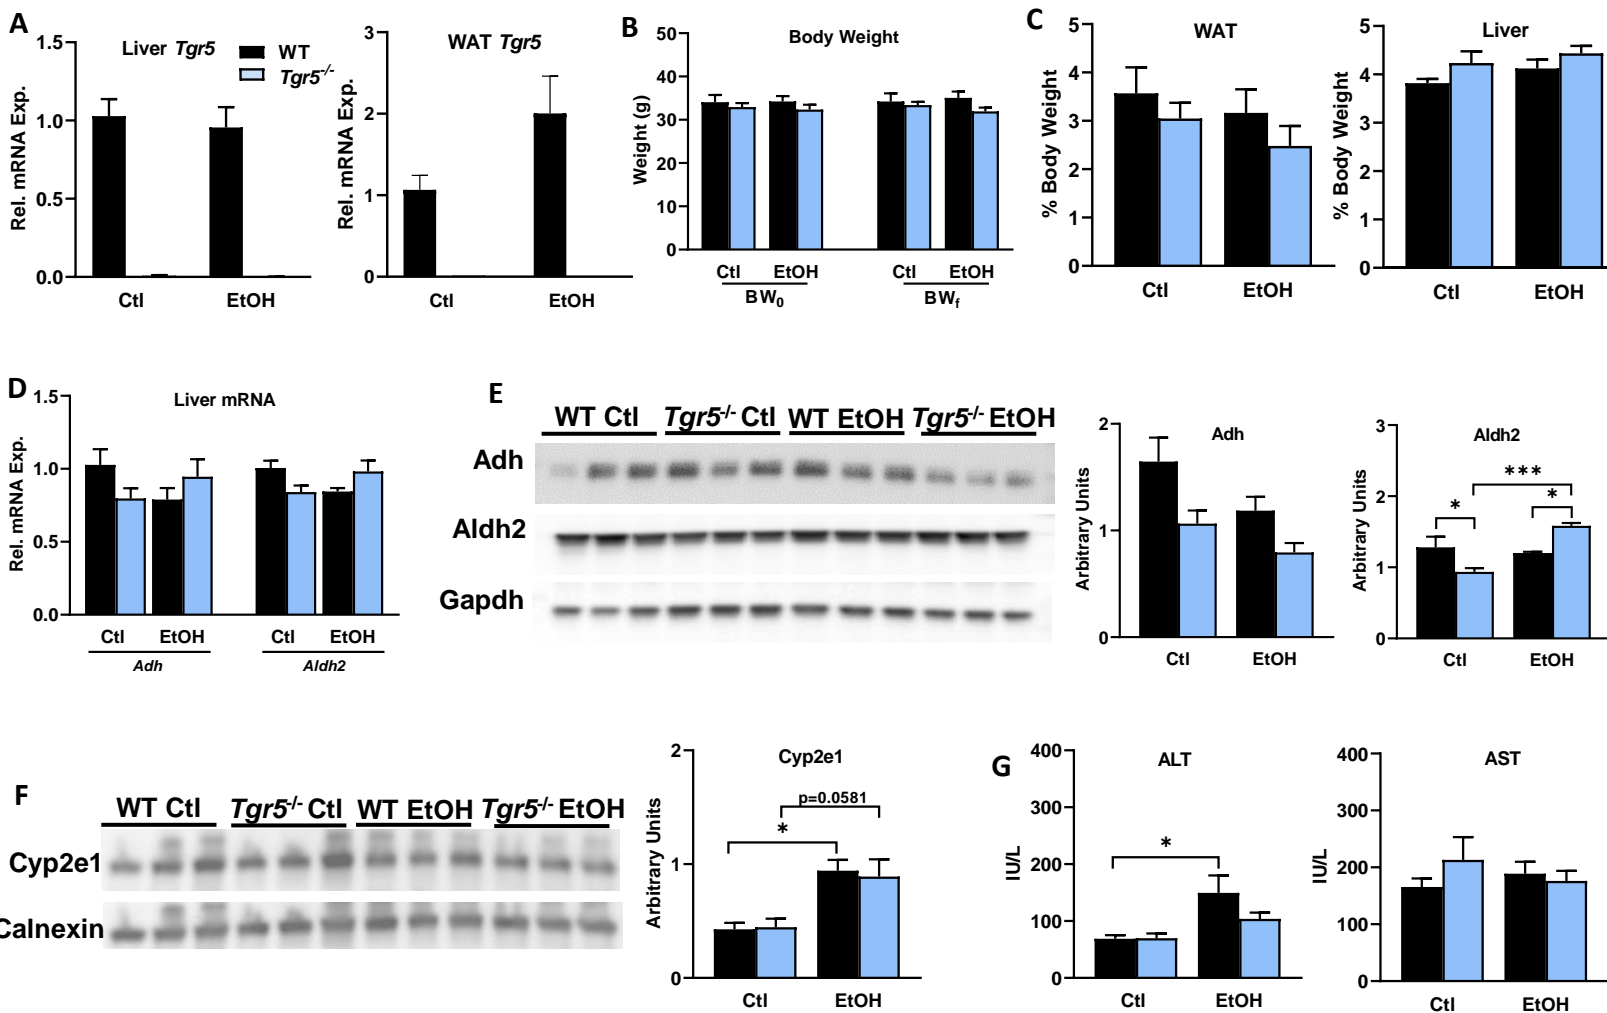 A
Liver Tgr5
WT
Tgr5-/-
Rel. mRNA Exp.
1.5
1.0
0.5
0.0
Ctl
EtOH
WAT Tgr5
Rel. mRNA Exp.
3
2
1
0
Ctl
EtOH
B
Body Weight
Weight (g)
50
40
30
20
10
0
Ctl
EtOH
Ctl
EtOH
BW0
BWf
C
WAT
% Body Weight
5
4
3
2
1
0
Ctl
EtOH
Liver
% Body Weight
5
4
3
2
1
0
Ctl
EtOH
D
Liver mRNA
Rel. mRNA Exp.
1.5
1.0
0.5
0.0
Ctl
EtOH
Ctl
EtOH
Adh
Aldh2
E
WT Ctl
Tgr5-/- Ctl
WT EtOH
Tgr5-/- EtOH
Adh
Aldh2
Gapdh
Adh
Arbitrary Units
2
1
0
Ctl
EtOH
Aldh2
Arbitrary Units
3
2
1
0
***
*
*
Ctl
EtOH
F
WT Ctl
Tgr5-/- Ctl
WT EtOH
Tgr5-/- EtOH
Cyp2e1
Calnexin
Cyp2e1
Arbitrary Units
2
1
0
p=0.0581
*
Ctl
EtOH
G
ALT
IU/L
400
300
200
100
0
*
Ctl
EtOH
AST
IU/L
400
300
200
100
0
Ctl
EtOH